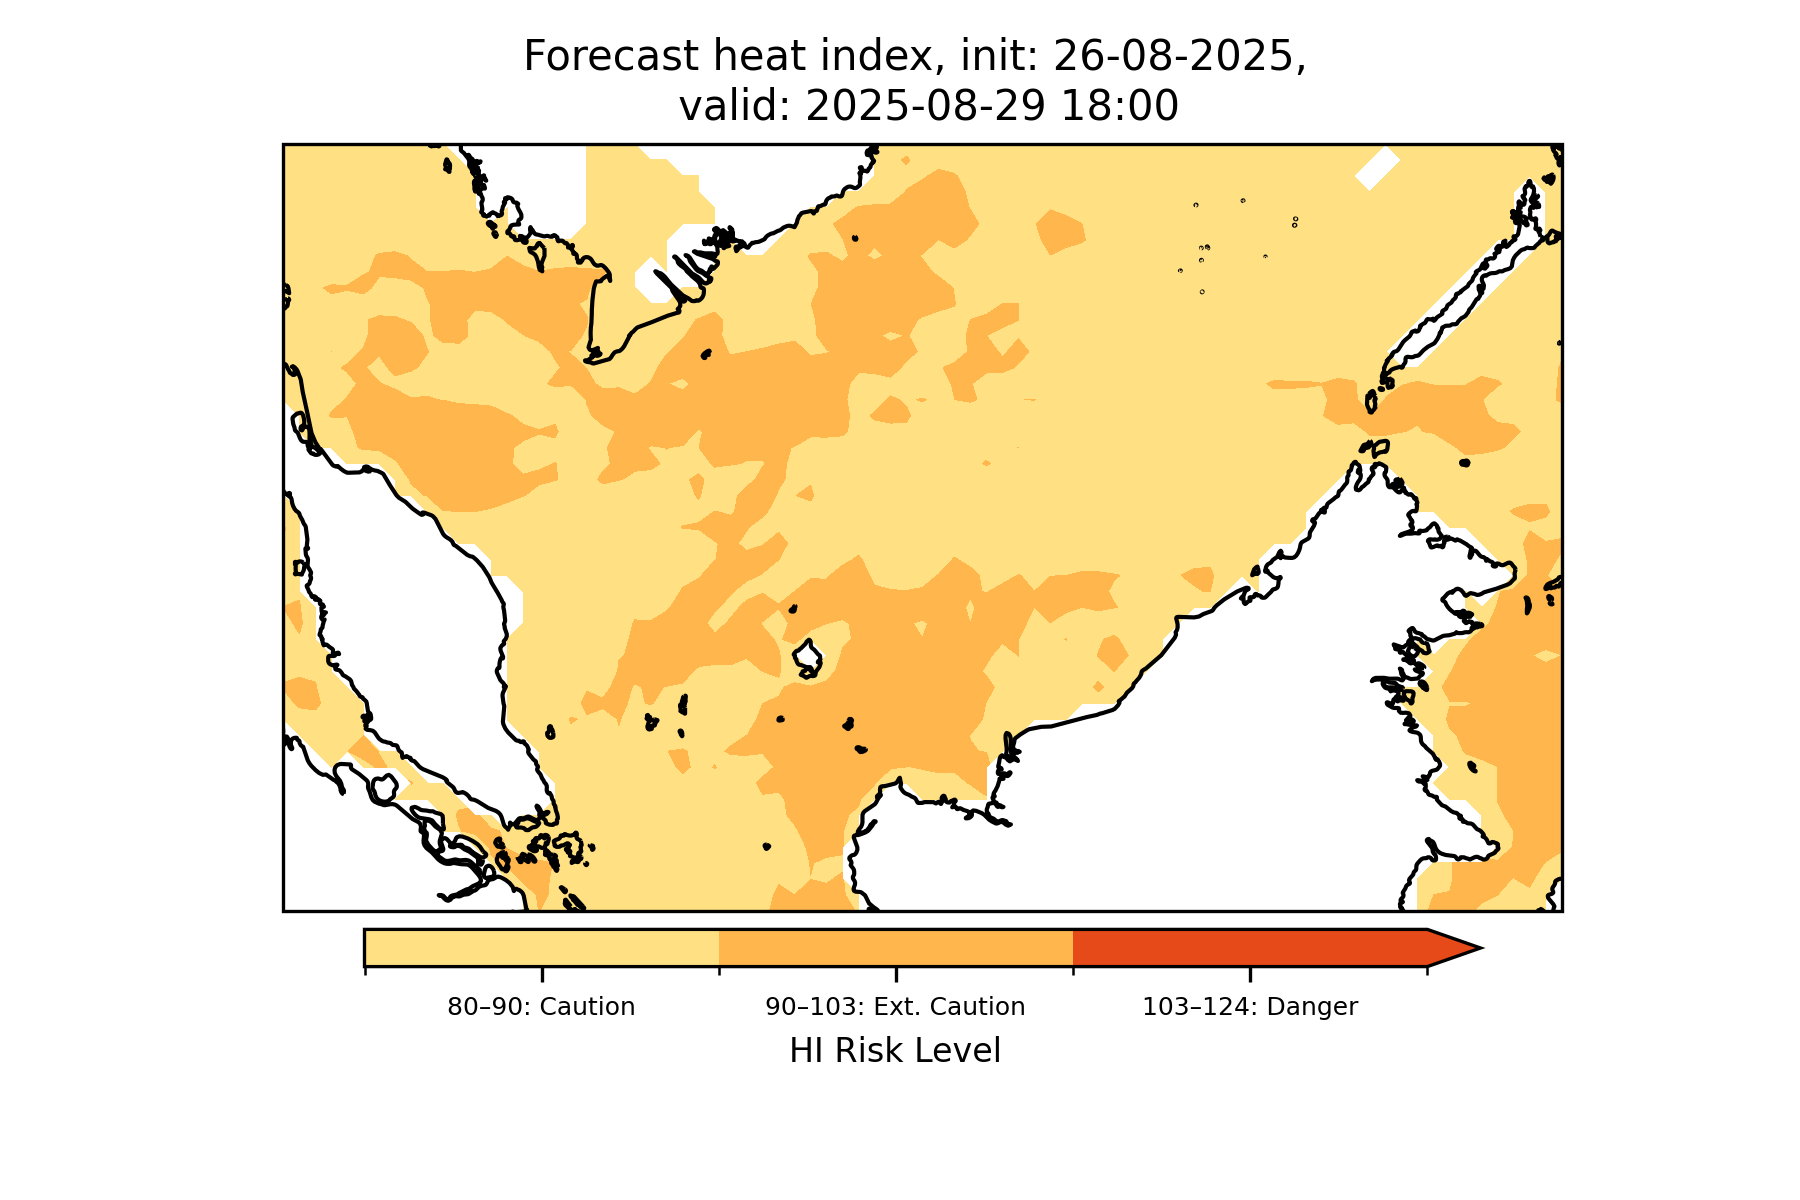 Forecast heat index, init: 26-08-2025,
valid: 2025-08-29 18:00
80–90: Caution
90–103: Ext. Caution
103–124: Danger
HI Risk Level